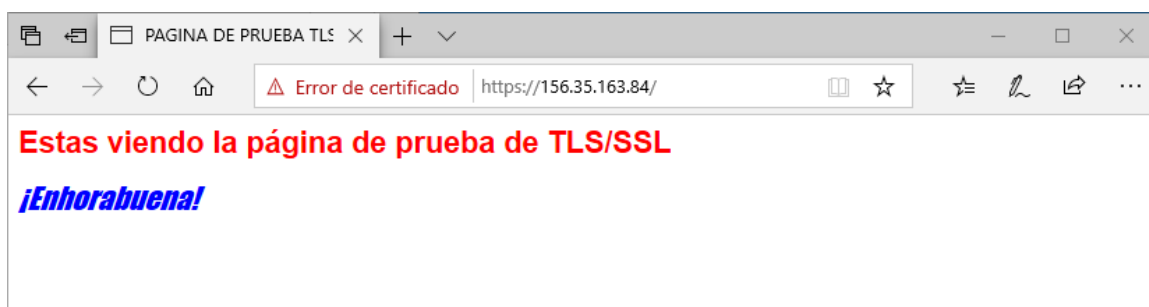 PAGINA DE PRUEBA TLS
Error de certificado https://156.35.163.84/
Estas viendo la página de prueba de TLS/SSL
¡Enhorabuena!